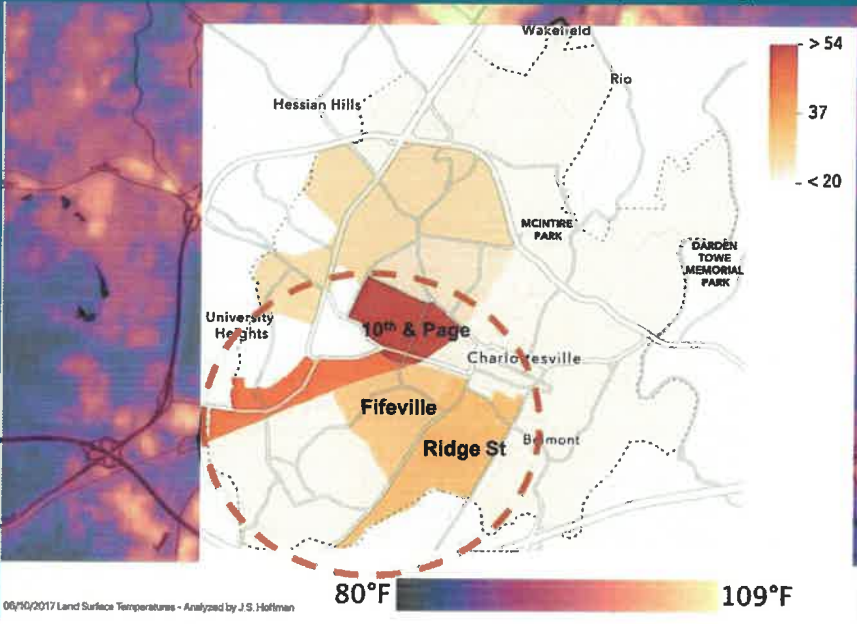 Wakefield
> 54
Rio
Hessian Hills
37
< 20
MCINTIRE
PARK
DARDEN
TOWE
MEMORIAL
PARK
University
Heights
10th & Page
Charlottesville
Fifeville
Ridge St
Belmont
80°F
109°F
06/10/2017 Land Surface Temperatures - Analyzed by J.S. Hoffman